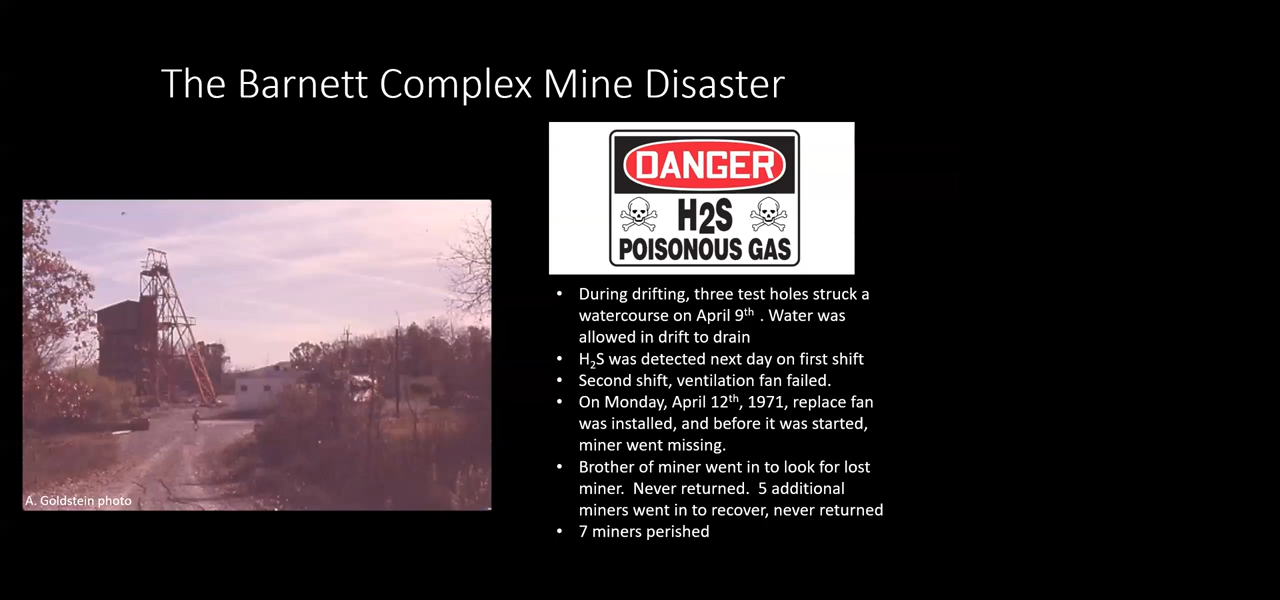 The Barnett Complex Mine Disaster
DANGER
H2S
POISONOUS GAS
• During drifting, three test holes struck a
watercourse on April 9th . Water was
allowed in drift to drain
• H2S was detected next day on first shift
• Second shift, ventilation fan failed.
• On Monday, April 12th, 1971, replace fan
was installed, and before it was started,
miner went missing.
• Brother of miner went in to look for lost
miner. Never returned. 5 additional
miners went in to recover, never returned
• 7 miners perished
A. Goldstein photo